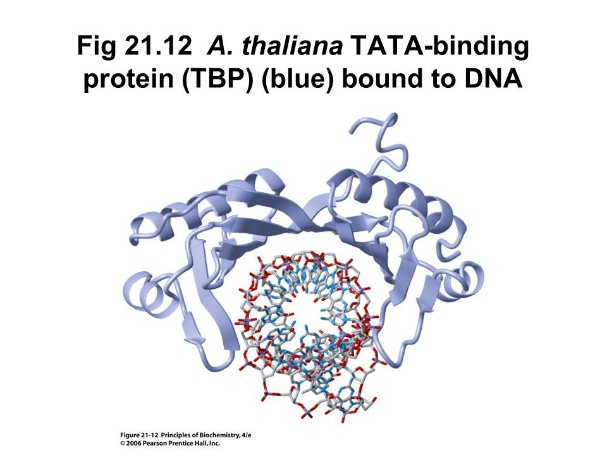 Fig 21.12 A. thaliana TATA-binding
protein (TBP) (blue) bound to DNA
Figure 21-12 Principles of Biochemistry, 4/e
© 2006 Pearson Prentice Hall, Inc.